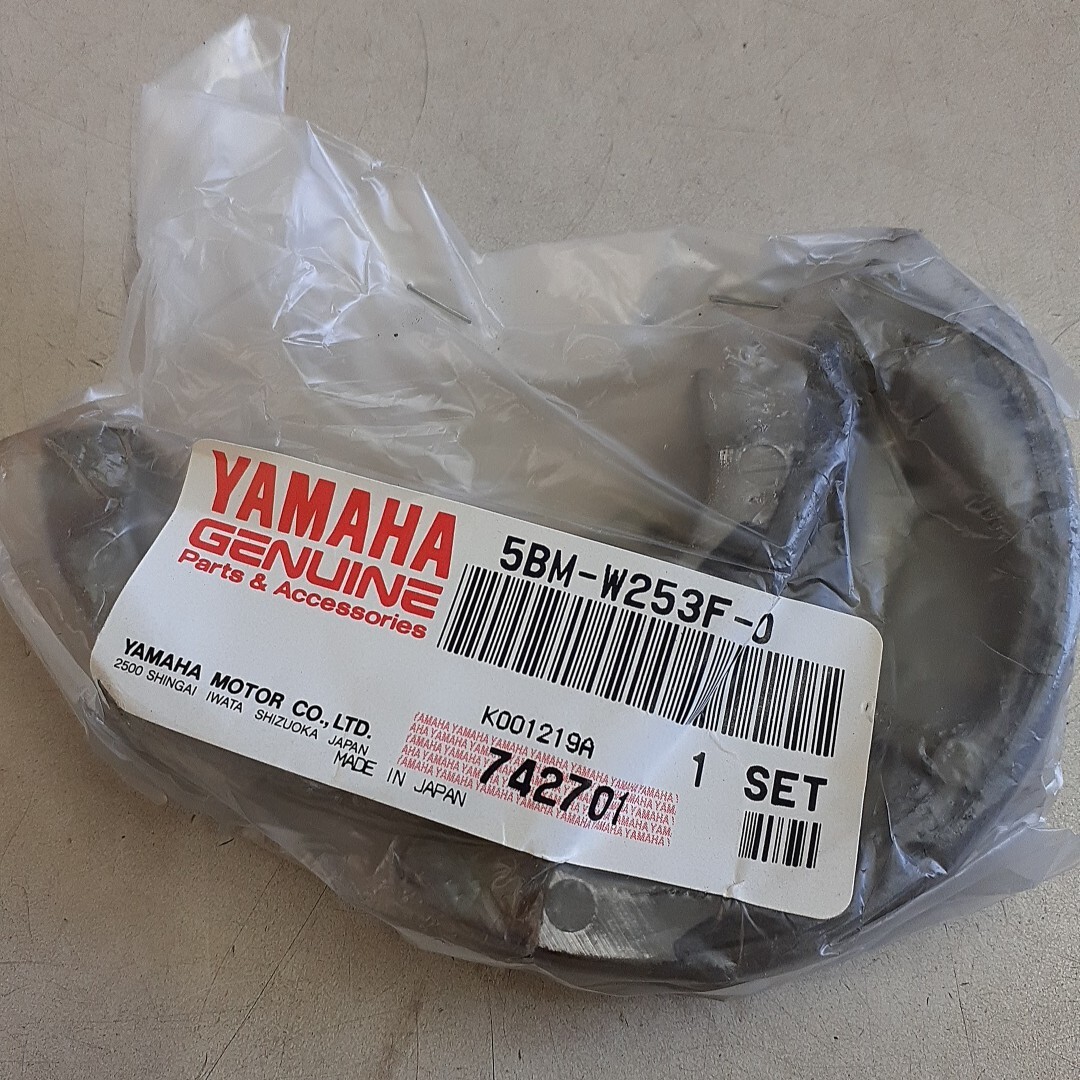 YAMAHA
GENUINE
Parts & Accessories
5BM-W253F-0
YAMAHA MOTOR CO., LTD.
2500 SHINGAI IWATA SHIZUOKA JAPAN
MADE IN JAPAN
K001219A
742701
1 SET